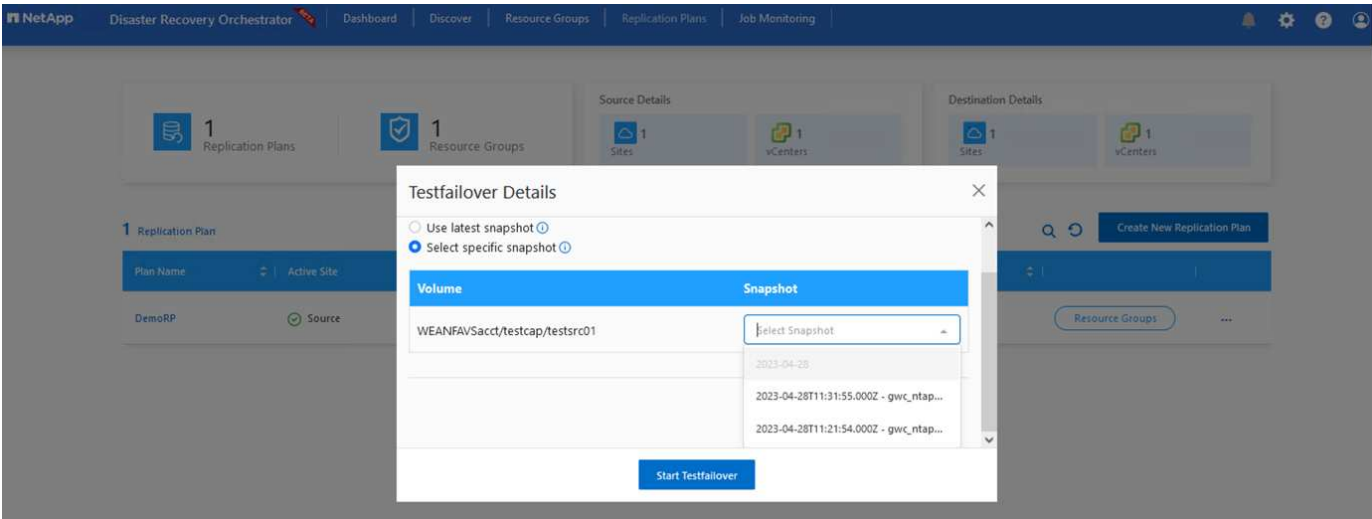 NetApp Disaster Recovery Orchestrator Dashboard Discover Resource Groups Replication Plans Job Monitoring
Source Details Destination Details
1 1 1 1 1 1
Replication Plans Resource Groups Sites vCenters Sites vCenters
Testfailover Details
Use latest snapshot
1 Replication Plan Create New Replication Plan
Select specific snapshot
Plan Name Active Site
Volume Snapshot
DemoRP Source WEANFAVSacct/testcap/testsrc01 Select Snapshot Resource Groups ...
2023-04-28
2023-04-28T11:31:55.000Z - gwc_ntap...
2023-04-28T11:21:54.000Z - gwc_ntap...
Start Testfailover